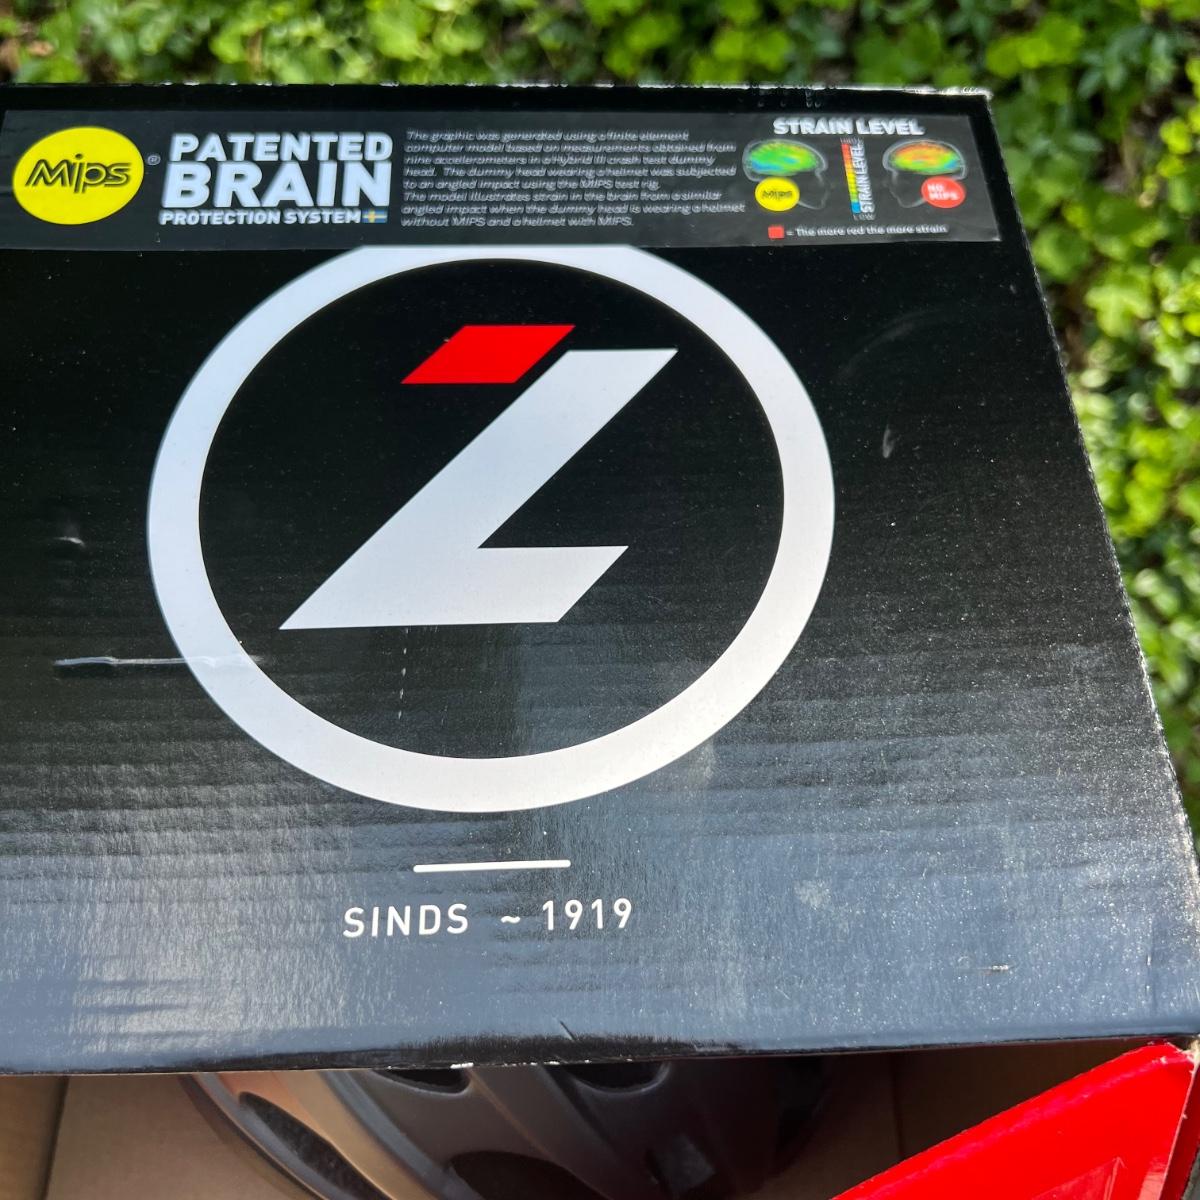 Mips ®
PATENTED
BRAIN
PROTECTION SYSTEM
The graphic was generated using a finite element
computer model based on measurements obtained from
nine accelerometers in a Hybrid III crash test dummy
head. The dummy head wearing a helmet was subjected
to an angled impact using the MIPS test rig.
The model illustrates strain in the brain from a similar
angled impact when the dummy head is wearing a helmet
without MIPS and a helmet with MIPS.
STRAIN LEVEL
Mips
STRAIN LEVEL
LOW
NO
MIPS
= The more red the more strain
Z
SINDS ~ 1919